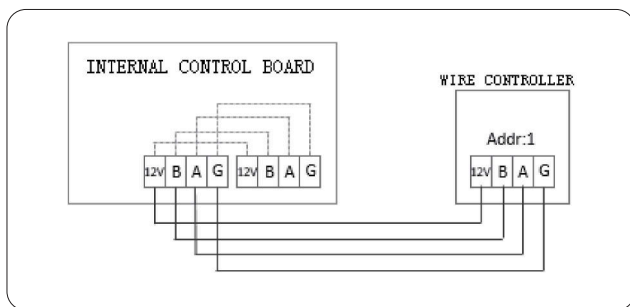 INTERNAL CONTROL BOARD
WIRE CONTROLLER
Addr:1
12V B A G 12V B A G 12V B A G